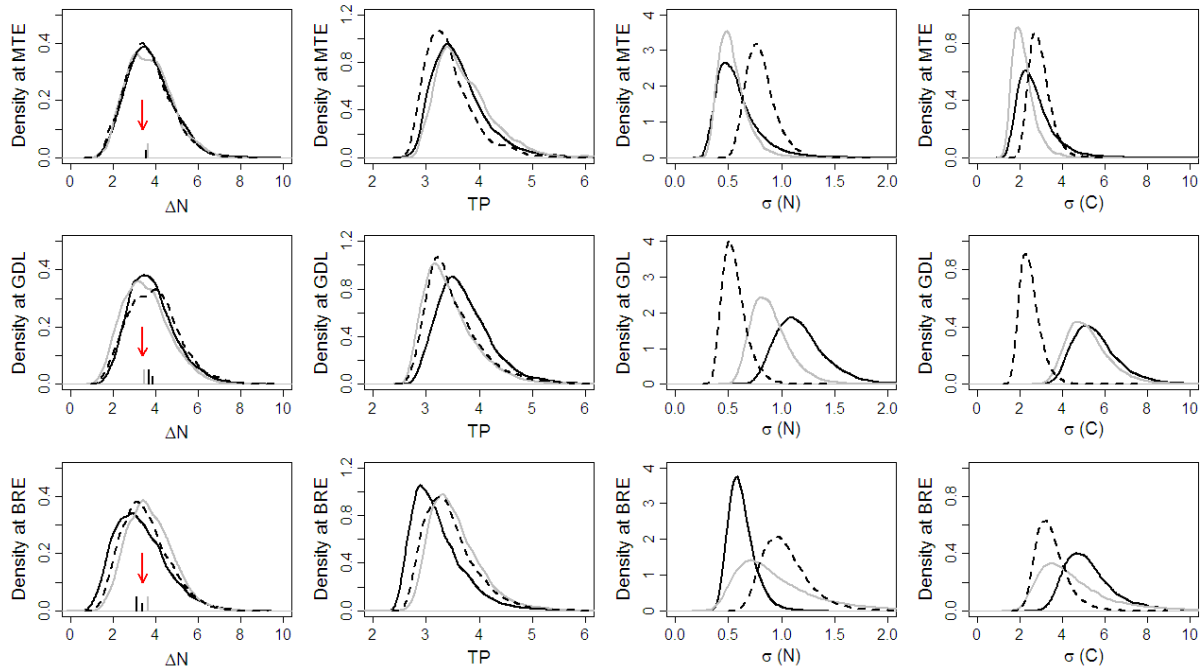 Density at MTE
0.0 0.2 0.4
0 2 4 6 8 10
ΔN
Density at MTE
0.0 0.4 0.8 1.2
2 3 4 5 6
TP
Density at MTE
0 1 2 3 4
0.0 0.5 1.0 1.5 2.0
σ (N)
Density at MTE
0.0 0.4 0.8
0 2 4 6 8 10
σ (C)
Density at GDL
0.0 0.2 0.4
0 2 4 6 8 10
ΔN
Density at GDL
0.0 0.4 0.8 1.2
2 3 4 5 6
TP
Density at GDL
0 1 2 3 4
0.0 0.5 1.0 1.5 2.0
σ (N)
Density at GDL
0.0 0.4 0.8
0 2 4 6 8 10
σ (C)
Density at BRE
0.0 0.2 0.4
0 2 4 6 8 10
ΔN
Density at BRE
0.0 0.4 0.8 1.2
2 3 4 5 6
TP
Density at BRE
0 1 2 3 4
0.0 0.5 1.0 1.5 2.0
σ (N)
Density at BRE
0.0 0.4 0.8
0 2 4 6 8 10
σ (C)